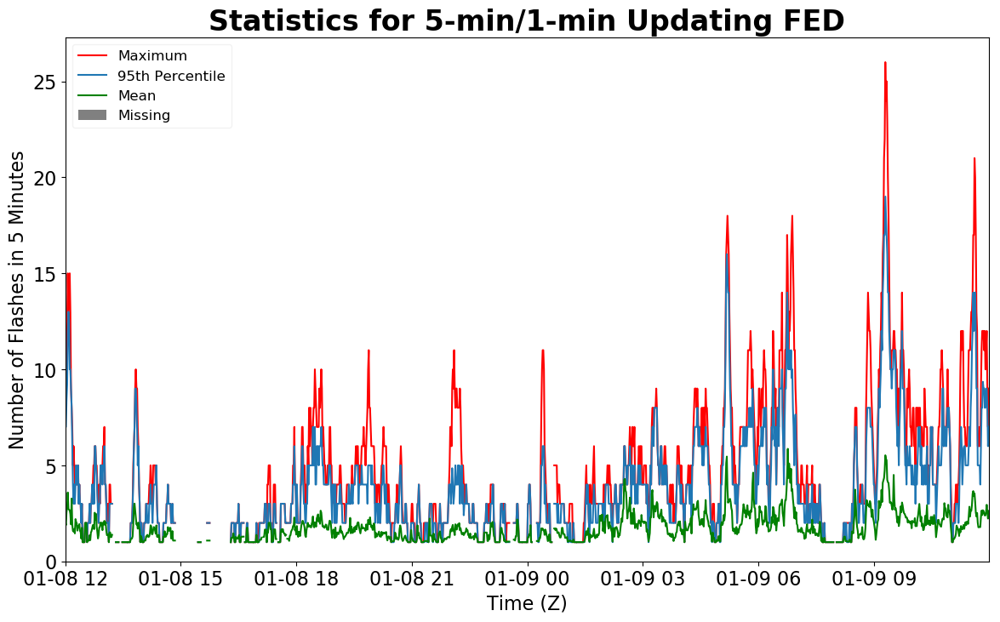 Statistics for 5-min/1-min Updating FED
Maximum
95th Percentile
Mean
Missing
Number of Flashes in 5 Minutes
25
20
15
10
5
0
01-08 12
01-08 15
01-08 18
01-08 21
01-09 00
01-09 03
01-09 06
01-09 09
Time (Z)